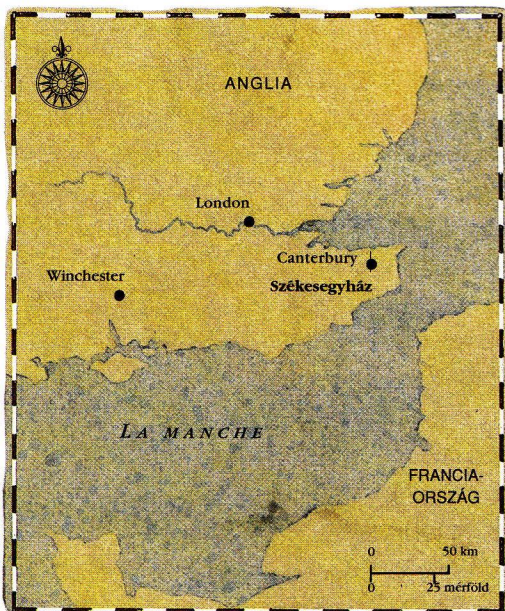 ANGLIA
London
Canterbury
Székesegyház
Winchester
LA MANCHE
FRANCIA-
ORSZÁG
0 50 km
0 25 mérföld